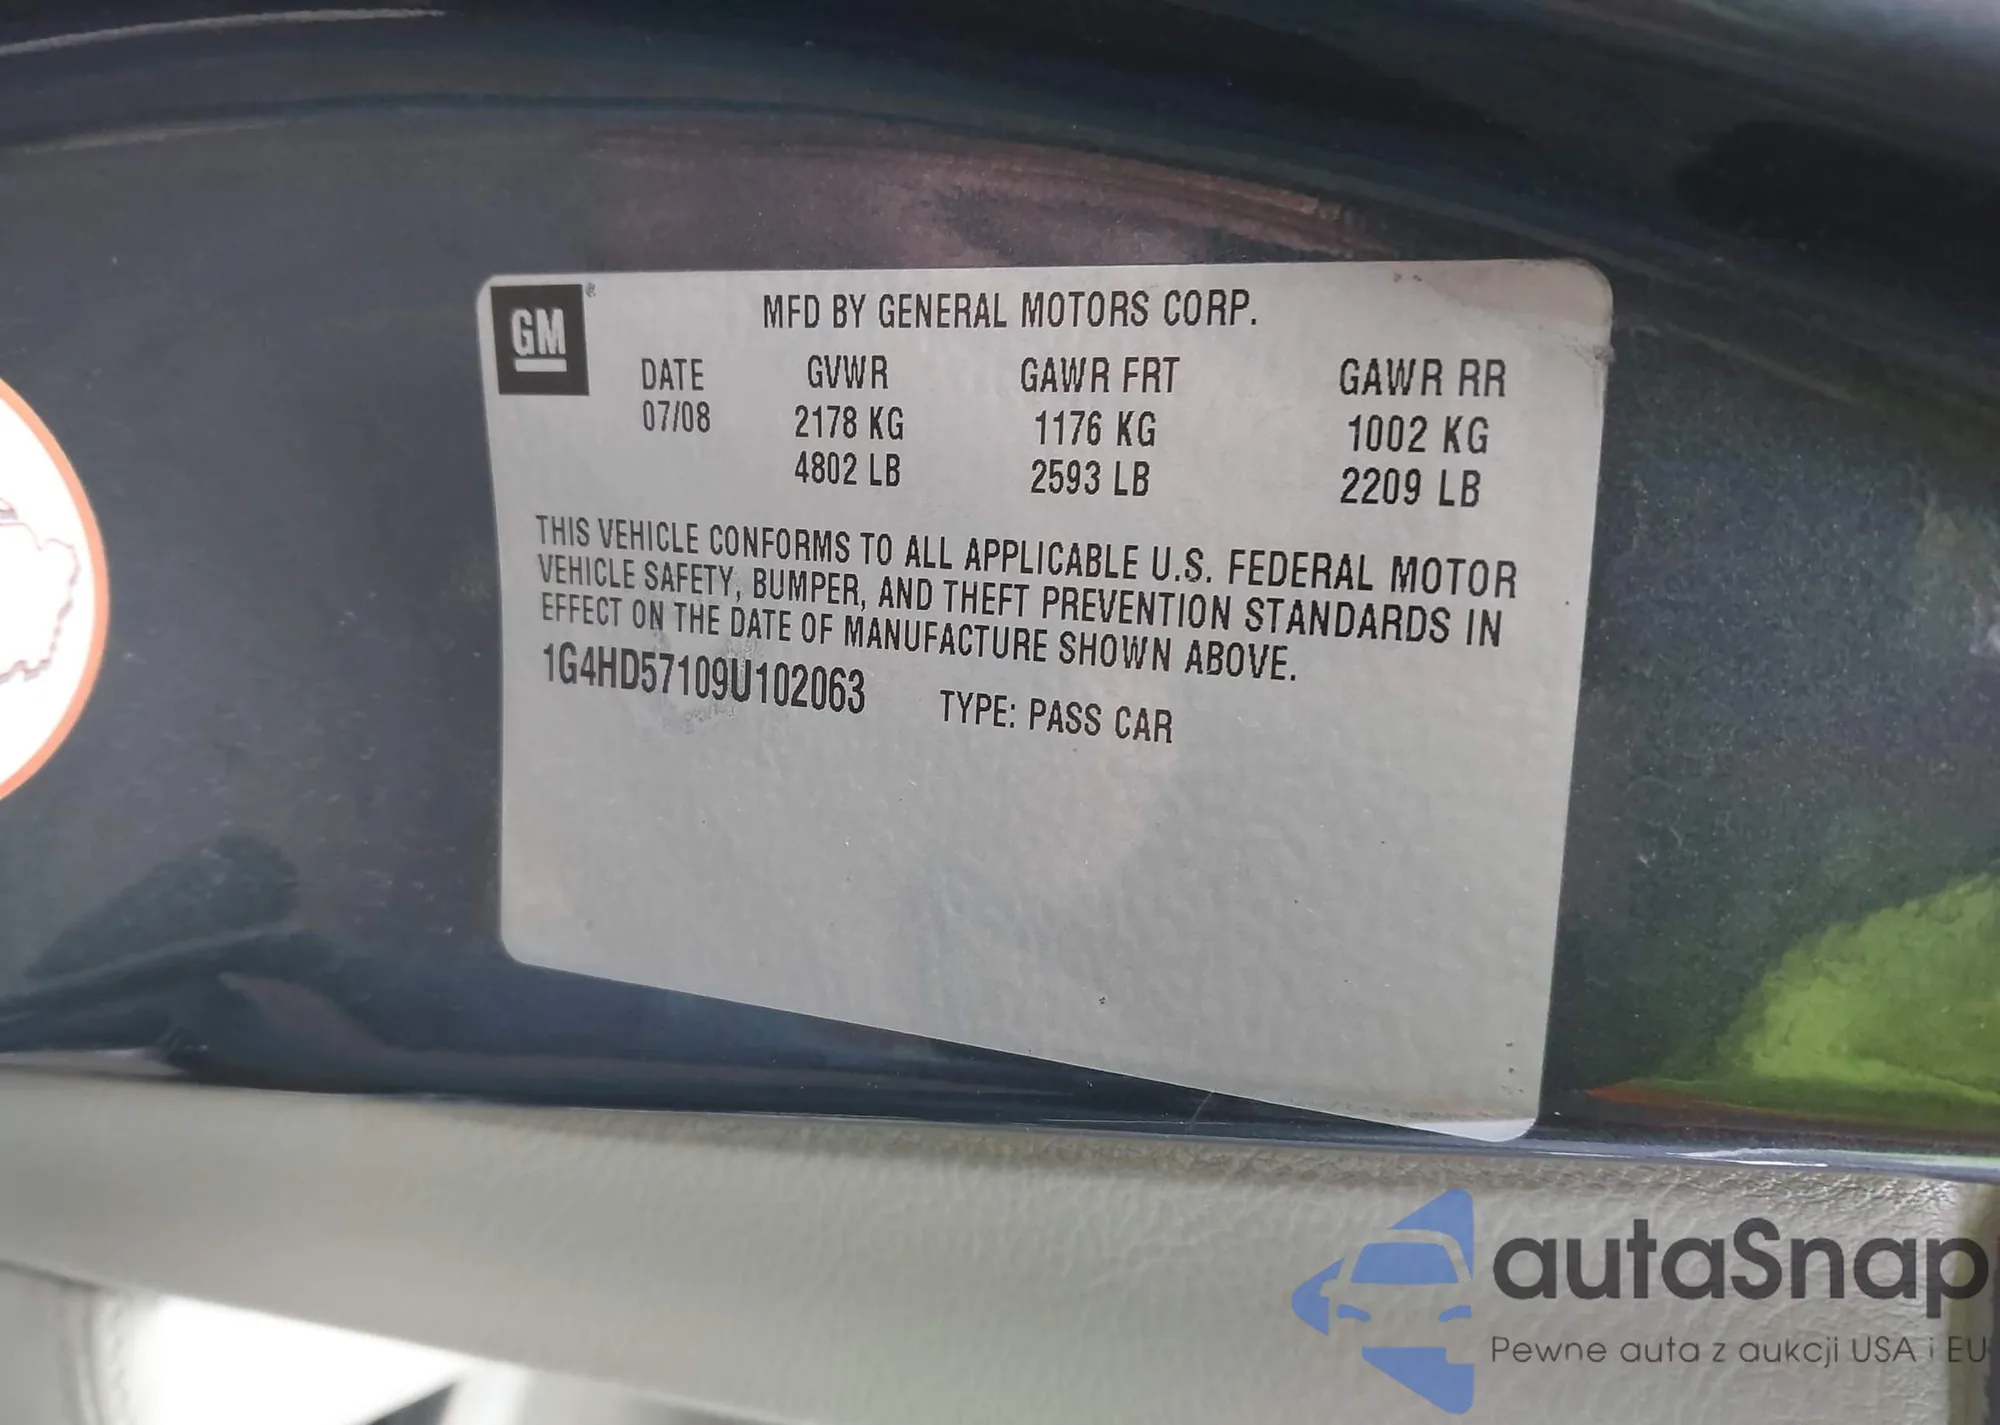 GM ®
MFD BY GENERAL MOTORS CORP.
DATE GVWR GAWR FRT GAWR RR
07/08 2178 KG 1176 KG 1002 KG
4802 LB 2593 LB 2209 LB
THIS VEHICLE CONFORMS TO ALL APPLICABLE U.S. FEDERAL MOTOR
VEHICLE SAFETY, BUMPER, AND THEFT PREVENTION STANDARDS IN
EFFECT ON THE DATE OF MANUFACTURE SHOWN ABOVE.
1G4HD57109U102063 TYPE: PASS CAR
autaSnap
Pewne auta z aukcji USA i EU